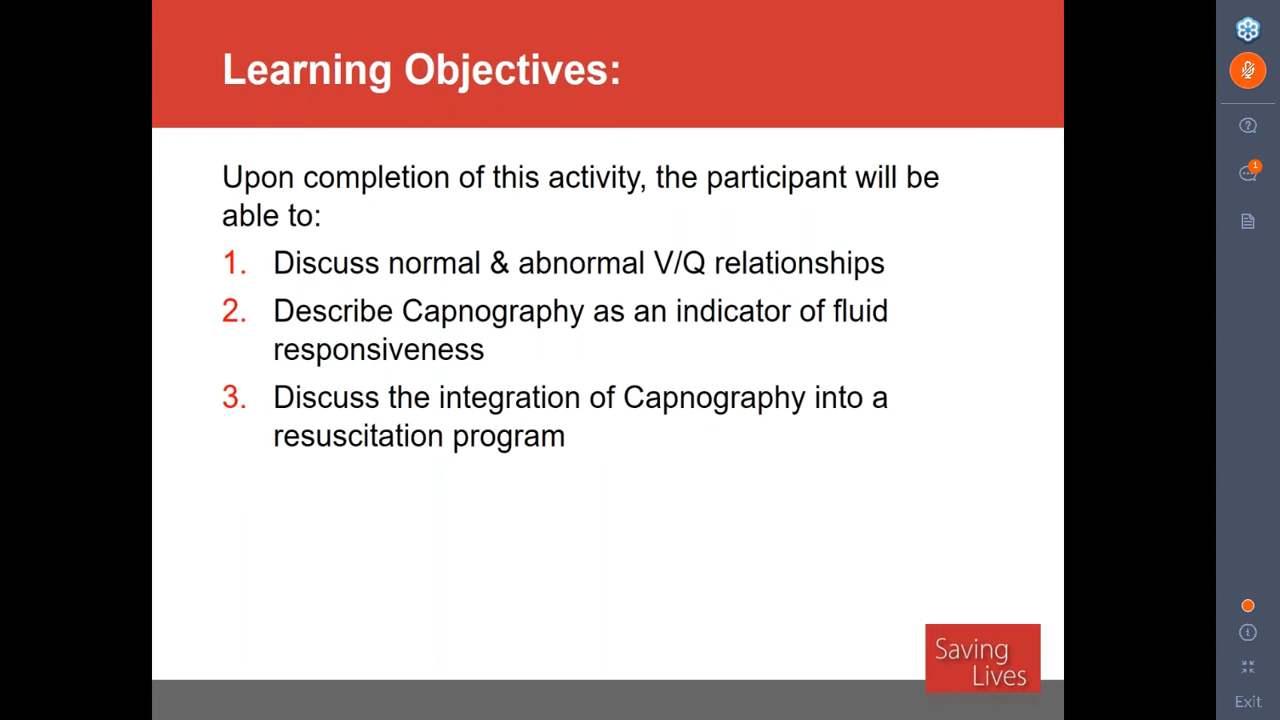 Learning Objectives:
Upon completion of this activity, the participant will be
able to:
1. Discuss normal & abnormal V/Q relationships
2. Describe Capnography as an indicator of fluid
responsiveness
3. Discuss the integration of Capnography into a
resuscitation program
Saving
Lives
1
Exit